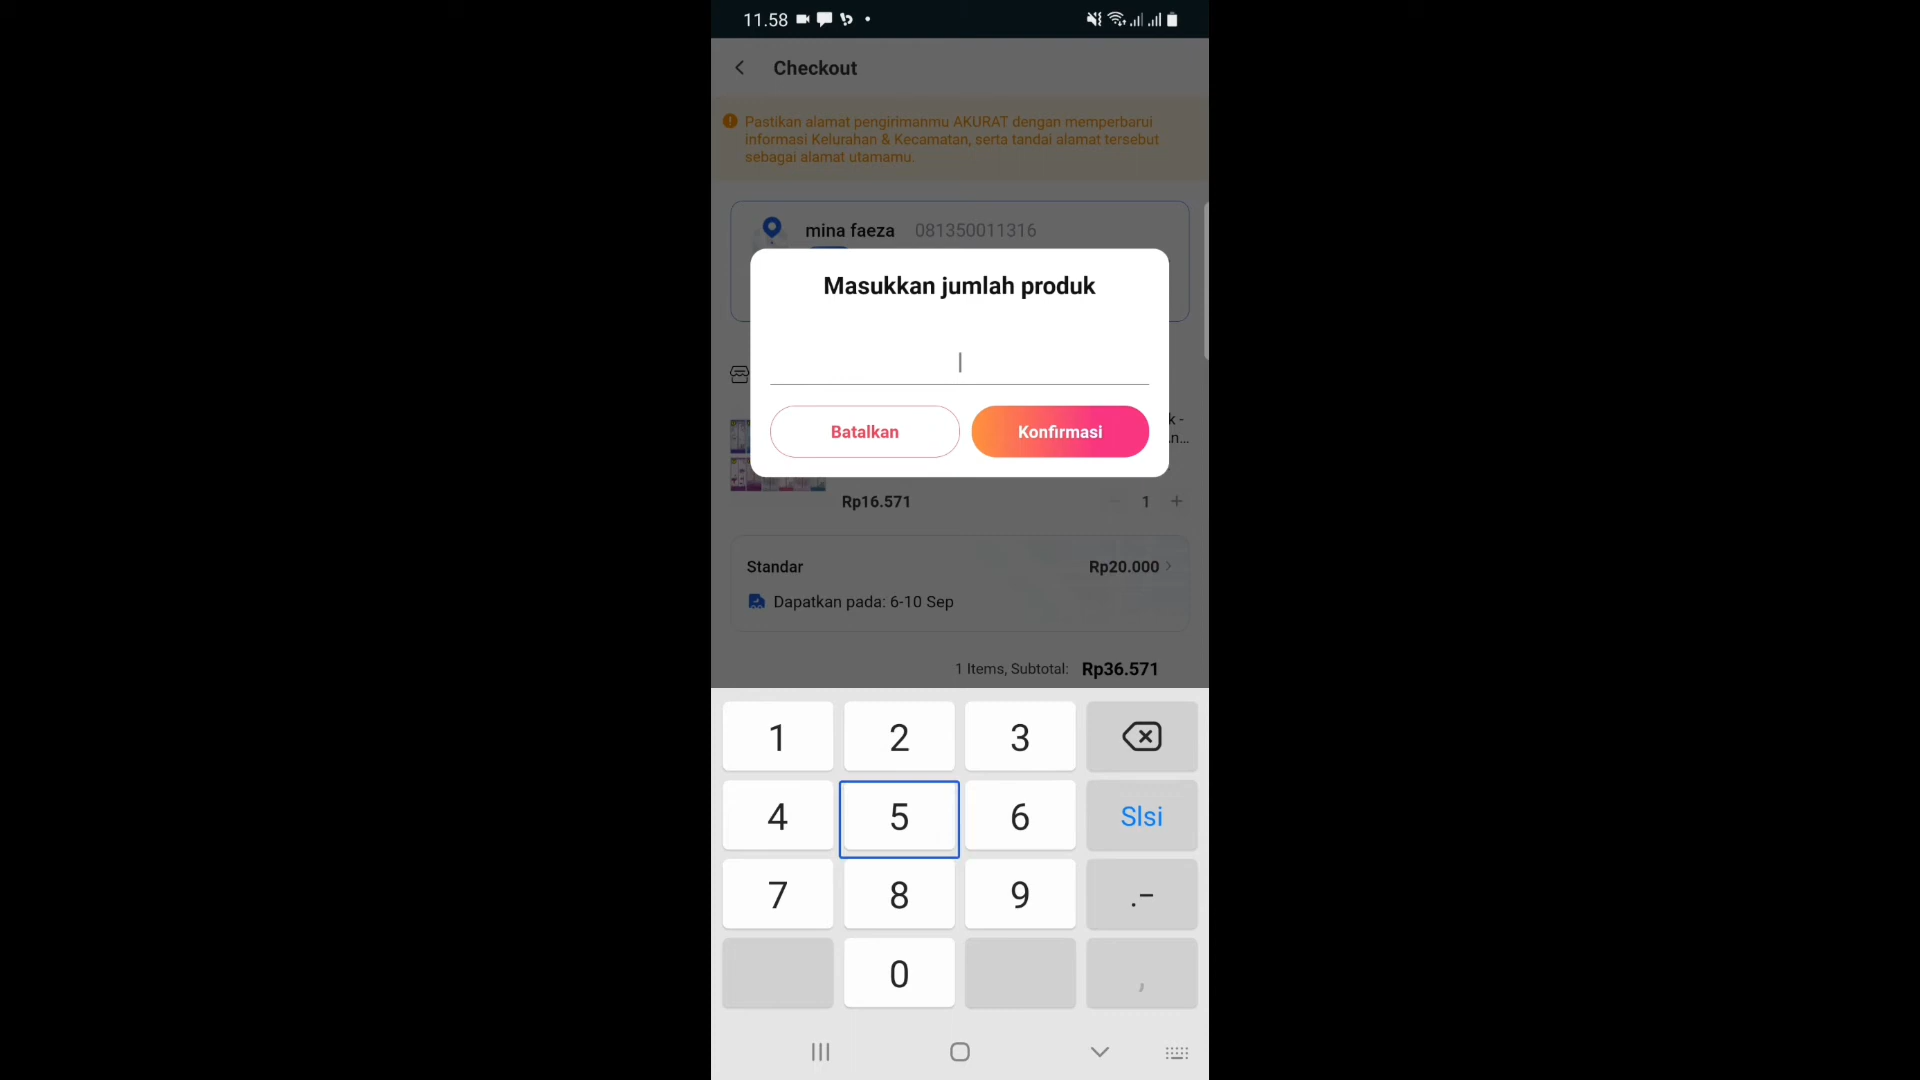 11.58
Checkout
Pastikan alamat pengirimanmu AKURAT dengan memperbarui
informasi Kelurahan & Kecamatan, serta tandai alamat tersebut
sebagai alamat utamamu.
mina faeza 081350011316
Masukkan jumlah produk
Batalkan Konfirmasi
k -
n...
Rp16.571 − 1 +
Standar Rp20.000
Dapatkan pada: 6-10 Sep
1 Items, Subtotal: Rp36.571
1 2 3
4 5 6 Slsi
7 8 9 .-
0 ,